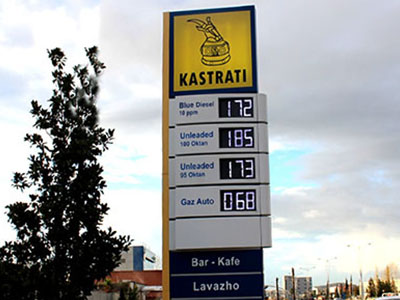 KASTRATI
Blue Diesel 172
10 ppm
Unleaded 185
100 Oktan
Unleaded 173
95 Oktan
Gaz Auto 068
Bar - Kafe
Lavazho